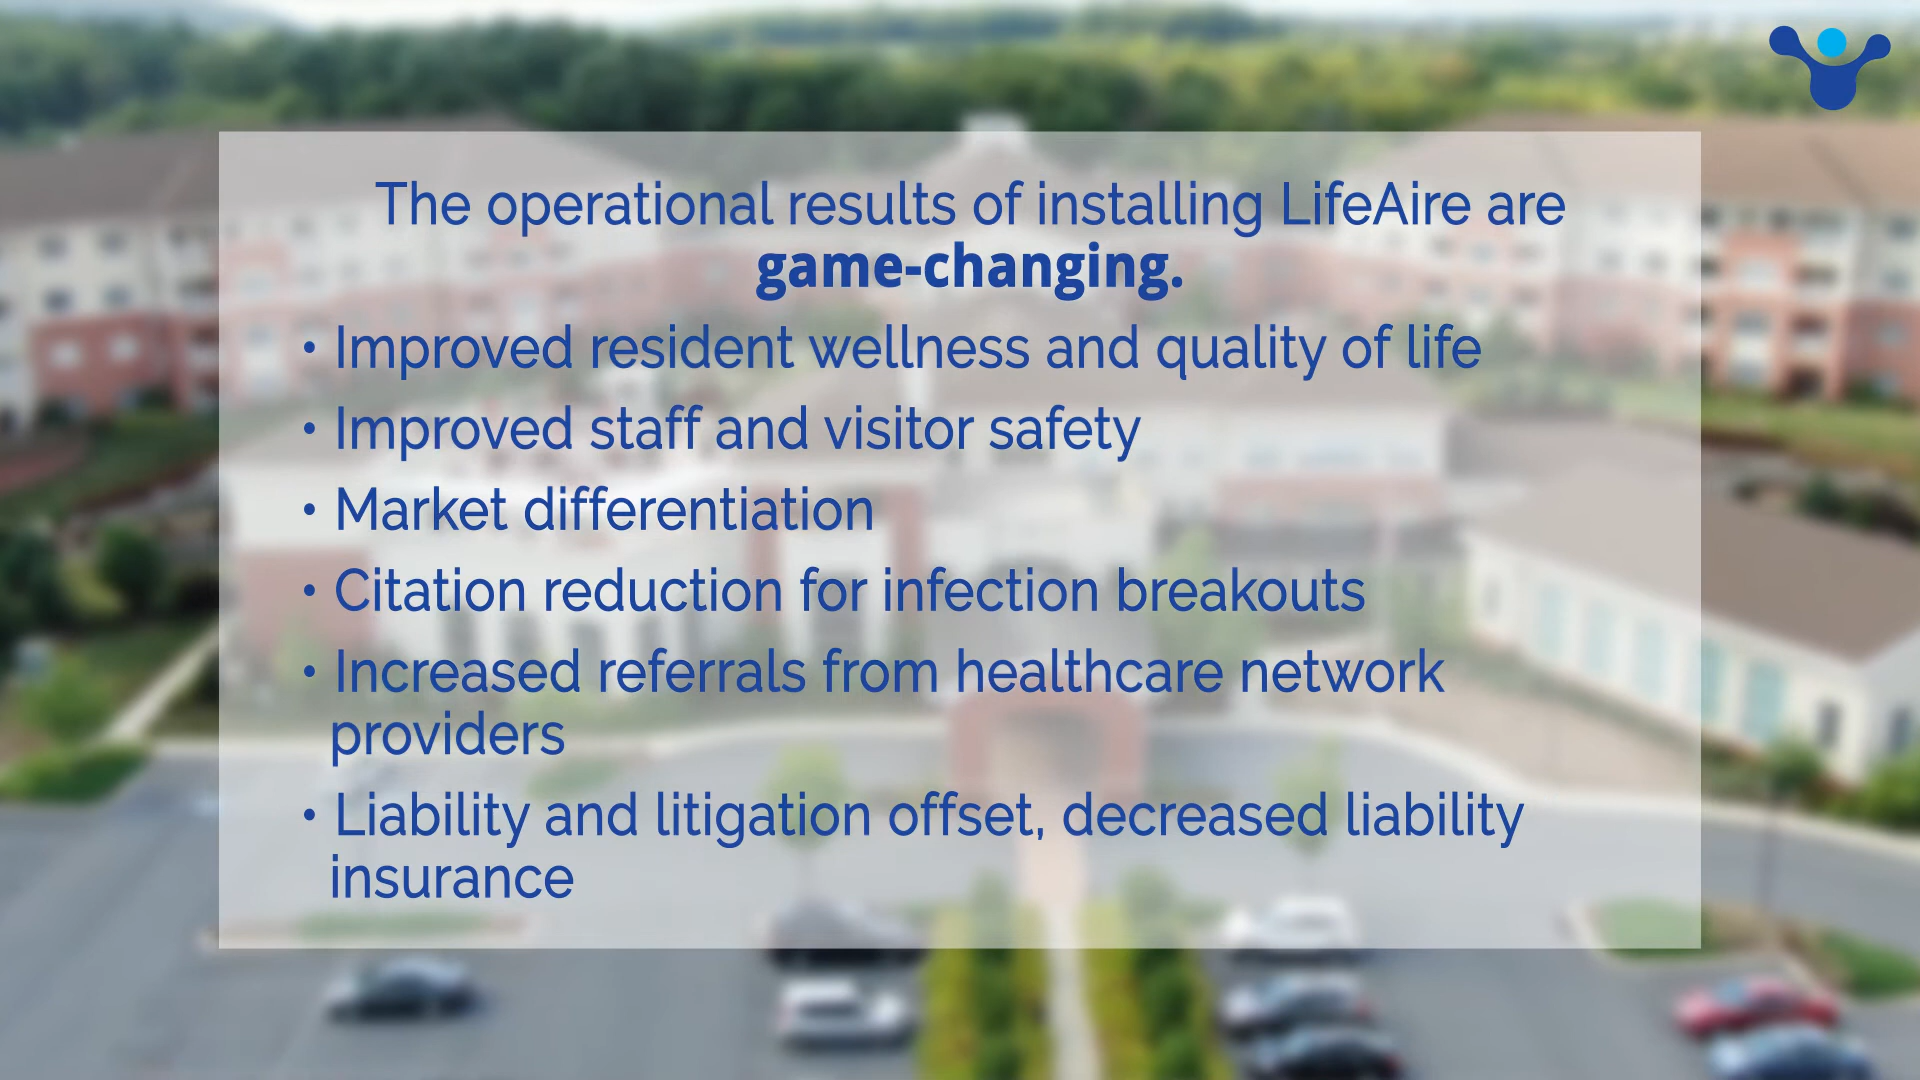 The operational results of installing LifeAire are
game-changing.
• Improved resident wellness and quality of life
• Improved staff and visitor safety
• Market differentiation
• Citation reduction for infection breakouts
• Increased referrals from healthcare network
providers
• Liability and litigation offset, decreased liability
insurance